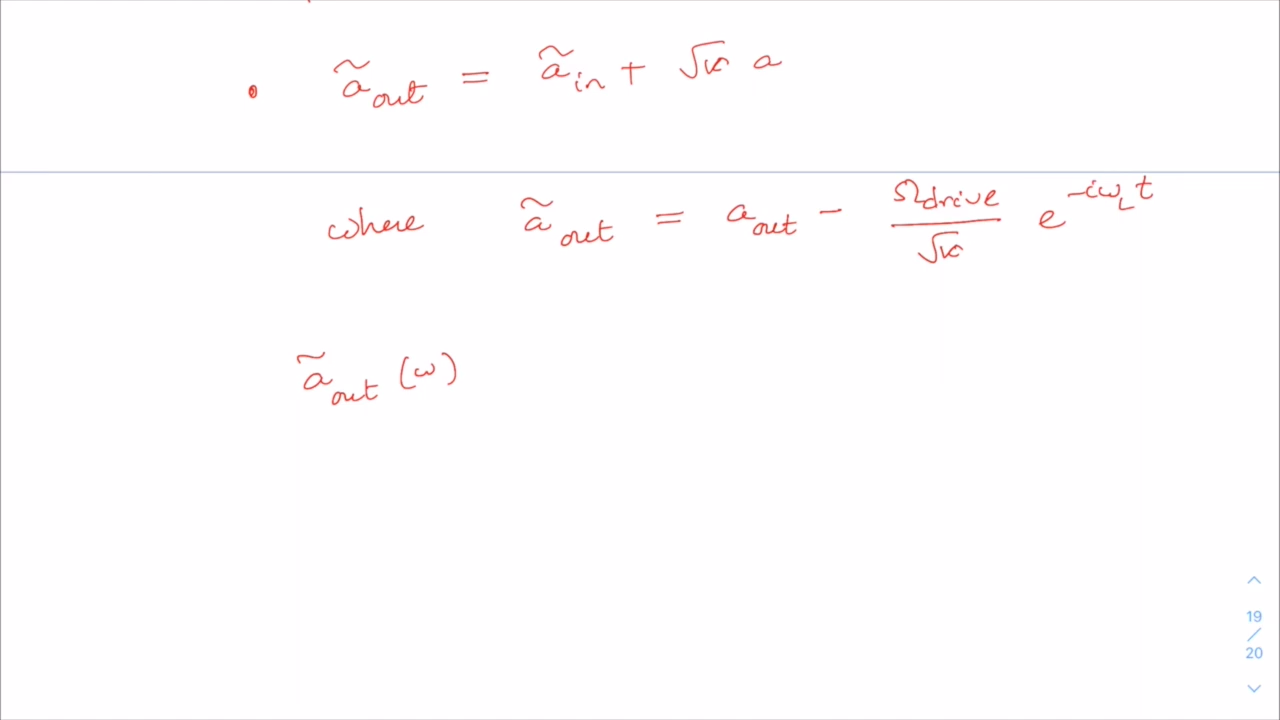 • ã_out = ã_in + √κ a
where ã_out = a_out - Ω_drive/√κ e^{-iω_L t}
ã_out (ω)
19
/
20